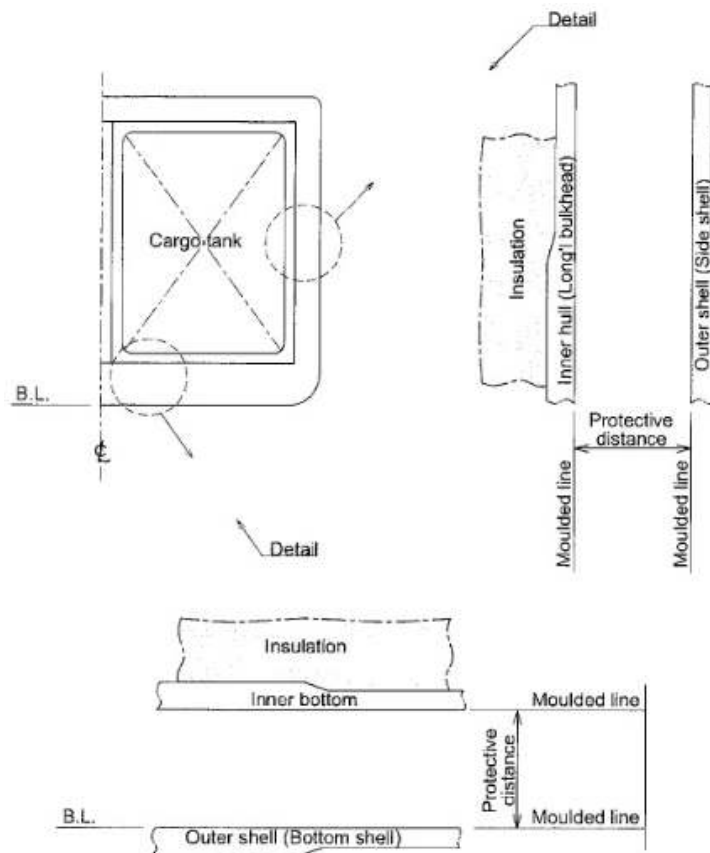 Detail
Cargo tank
B.L.
℄
Insulation
Inner hull (Long'l bulkhead)
Outer shell (Side shell)
Protective
distance
Moulded line
Moulded line
Detail
Insulation
Inner bottom
Moulded line
Protective
distance
B.L.
Moulded line
Outer shell (Bottom shell)